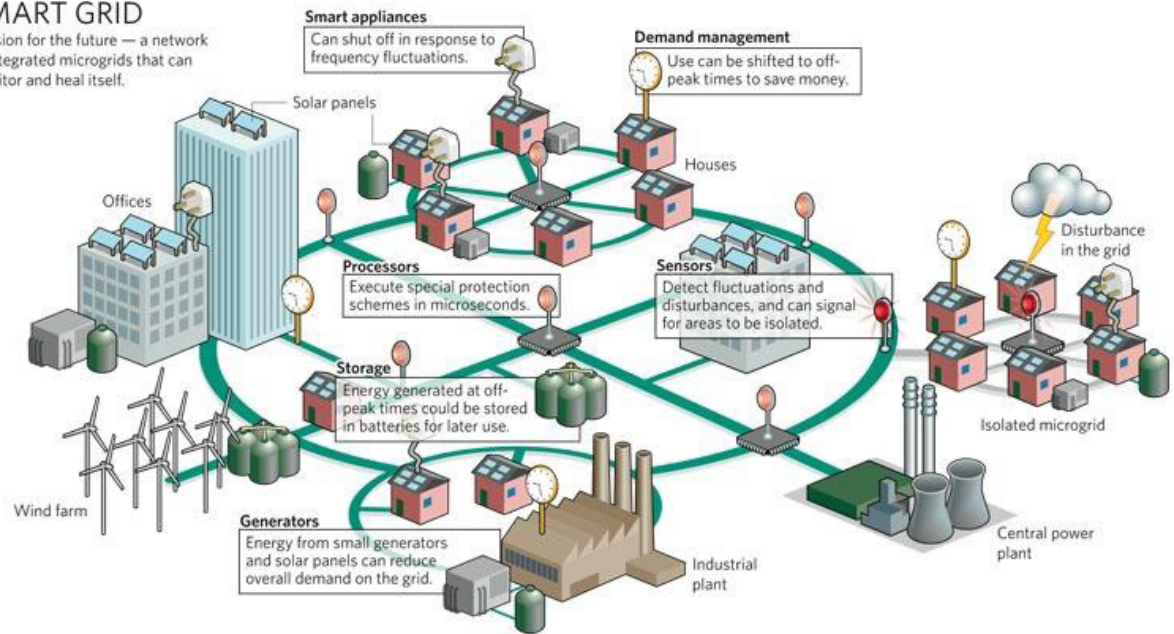 MART GRID
sion for the future — a network
tegrated microgrids that can
itor and heal itself.
Smart appliances
Can shut off in response to
frequency fluctuations.
Demand management
Use can be shifted to off-
peak times to save money.
Solar panels
Houses
Offices
Disturbance
in the grid
Processors
Execute special protection
schemes in microseconds.
Sensors
Detect fluctuations and
disturbances, and can signal
for areas to be isolated.
Storage
Energy generated at off-
peak times could be stored
in batteries for later use.
Isolated microgrid
Wind farm
Generators
Energy from small generators
and solar panels can reduce
overall demand on the grid.
Industrial
plant
Central power
plant